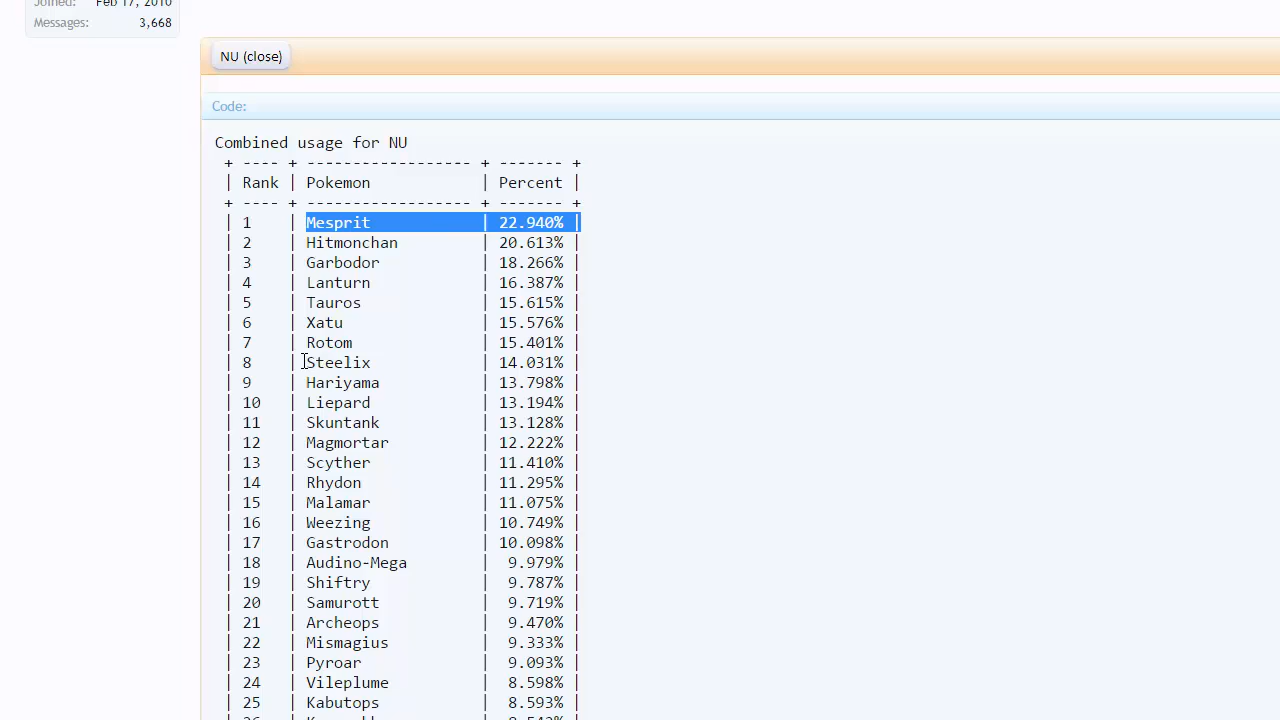 Joined: Feb 17, 2010
Messages: 3,668
NU (close)
Code:
Combined usage for NU
+ ---- + ------------------ + ------- +
| Rank | Pokemon            | Percent |
+ ---- + ------------------ + ------- +
| 1    | Mesprit            | 22.940% |
| 2    | Hitmonchan         | 20.613% |
| 3    | Garbodor           | 18.266% |
| 4    | Lanturn            | 16.387% |
| 5    | Tauros             | 15.615% |
| 6    | Xatu               | 15.576% |
| 7    | Rotom              | 15.401% |
| 8    | Steelix            | 14.031% |
| 9    | Hariyama           | 13.798% |
| 10   | Liepard            | 13.194% |
| 11   | Skuntank           | 13.128% |
| 12   | Magmortar          | 12.222% |
| 13   | Scyther            | 11.410% |
| 14   | Rhydon             | 11.295% |
| 15   | Malamar            | 11.075% |
| 16   | Weezing            | 10.749% |
| 17   | Gastrodon          | 10.098% |
| 18   | Audino-Mega        |  9.979% |
| 19   | Shiftry            |  9.787% |
| 20   | Samurott           |  9.719% |
| 21   | Archeops           |  9.470% |
| 22   | Mismagius          |  9.333% |
| 23   | Pyroar             |  9.093% |
| 24   | Vileplume          |  8.598% |
| 25   | Kabutops           |  8.593% |